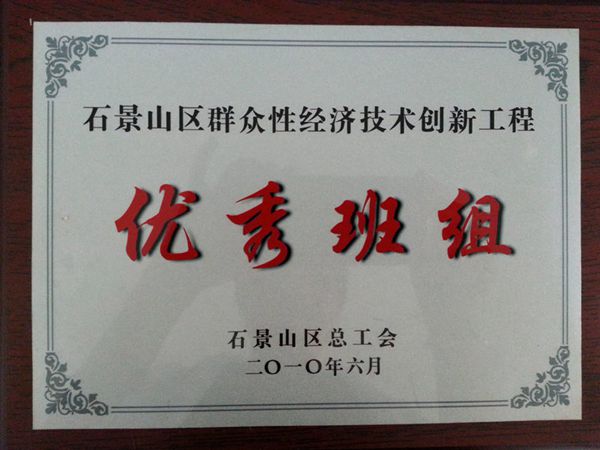 石景山区群众性经济技术创新工程
优秀班组
石景山区总工会
二〇一〇年六月